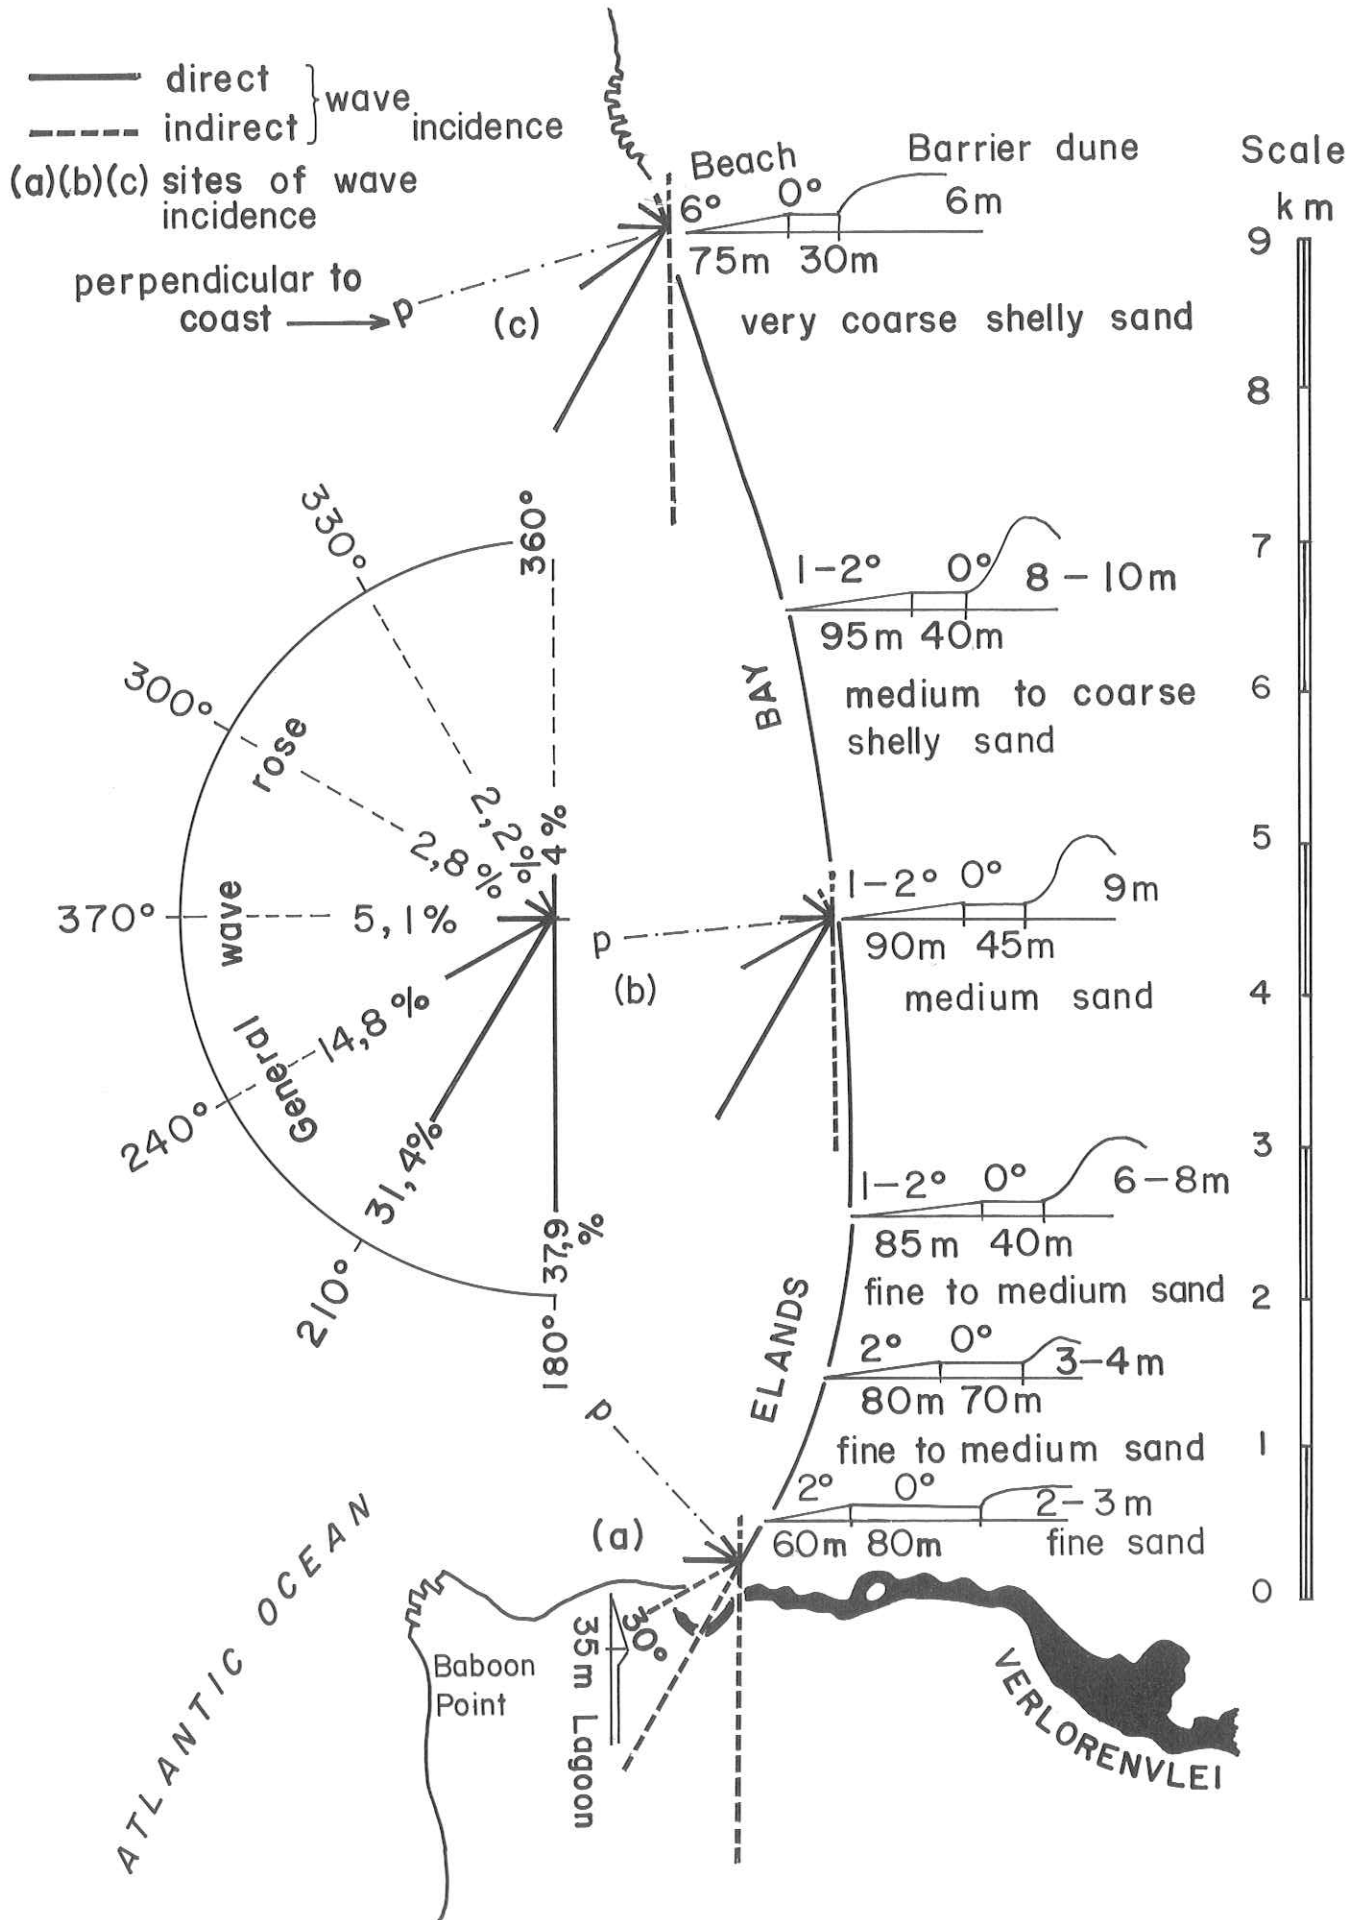 direct
indirect
wave
incidence
(a)(b)(c) sites of wave
incidence
perpendicular to
coast
p
(c)
Beach
Barrier dune
6°
0°
6m
75m 30m
very coarse shelly sand
Scale
km
9
8
7
6
5
4
3
2
1
0
1-2°
0°
8-10m
95m 40m
medium to coarse
shelly sand
BAY
1-2° 0°
9m
90m 45m
medium sand
p
(b)
360°
330°
300°
370°
240°
210°
180°
General wave rose
4%
2,2%
2,8%
5,1%
14,8%
31,4%
37,9%
1-2° 0°
6-8m
85m 40m
fine to medium sand
ELANDS
2°
0°
3-4m
80m 70m
fine to medium sand
p
(a)
2°
0°
2-3m
60m 80m
fine sand
ATLANTIC OCEAN
Baboon
Point
35m Lagoon
30°
VERLORENVLEI